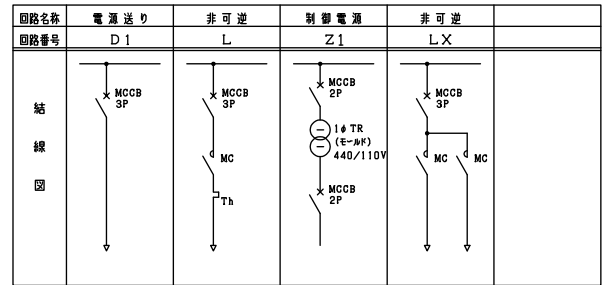 回路名称 電源送り 非可逆 制御電源 非可逆
回路番号 D1 L Z1 LX
結線図
MCCB
3P
MCCB
3P
MC
Th
MCCB
2P
1φTR
(モールド)
440/110V
MCCB
2P
MCCB
3P
MC MC